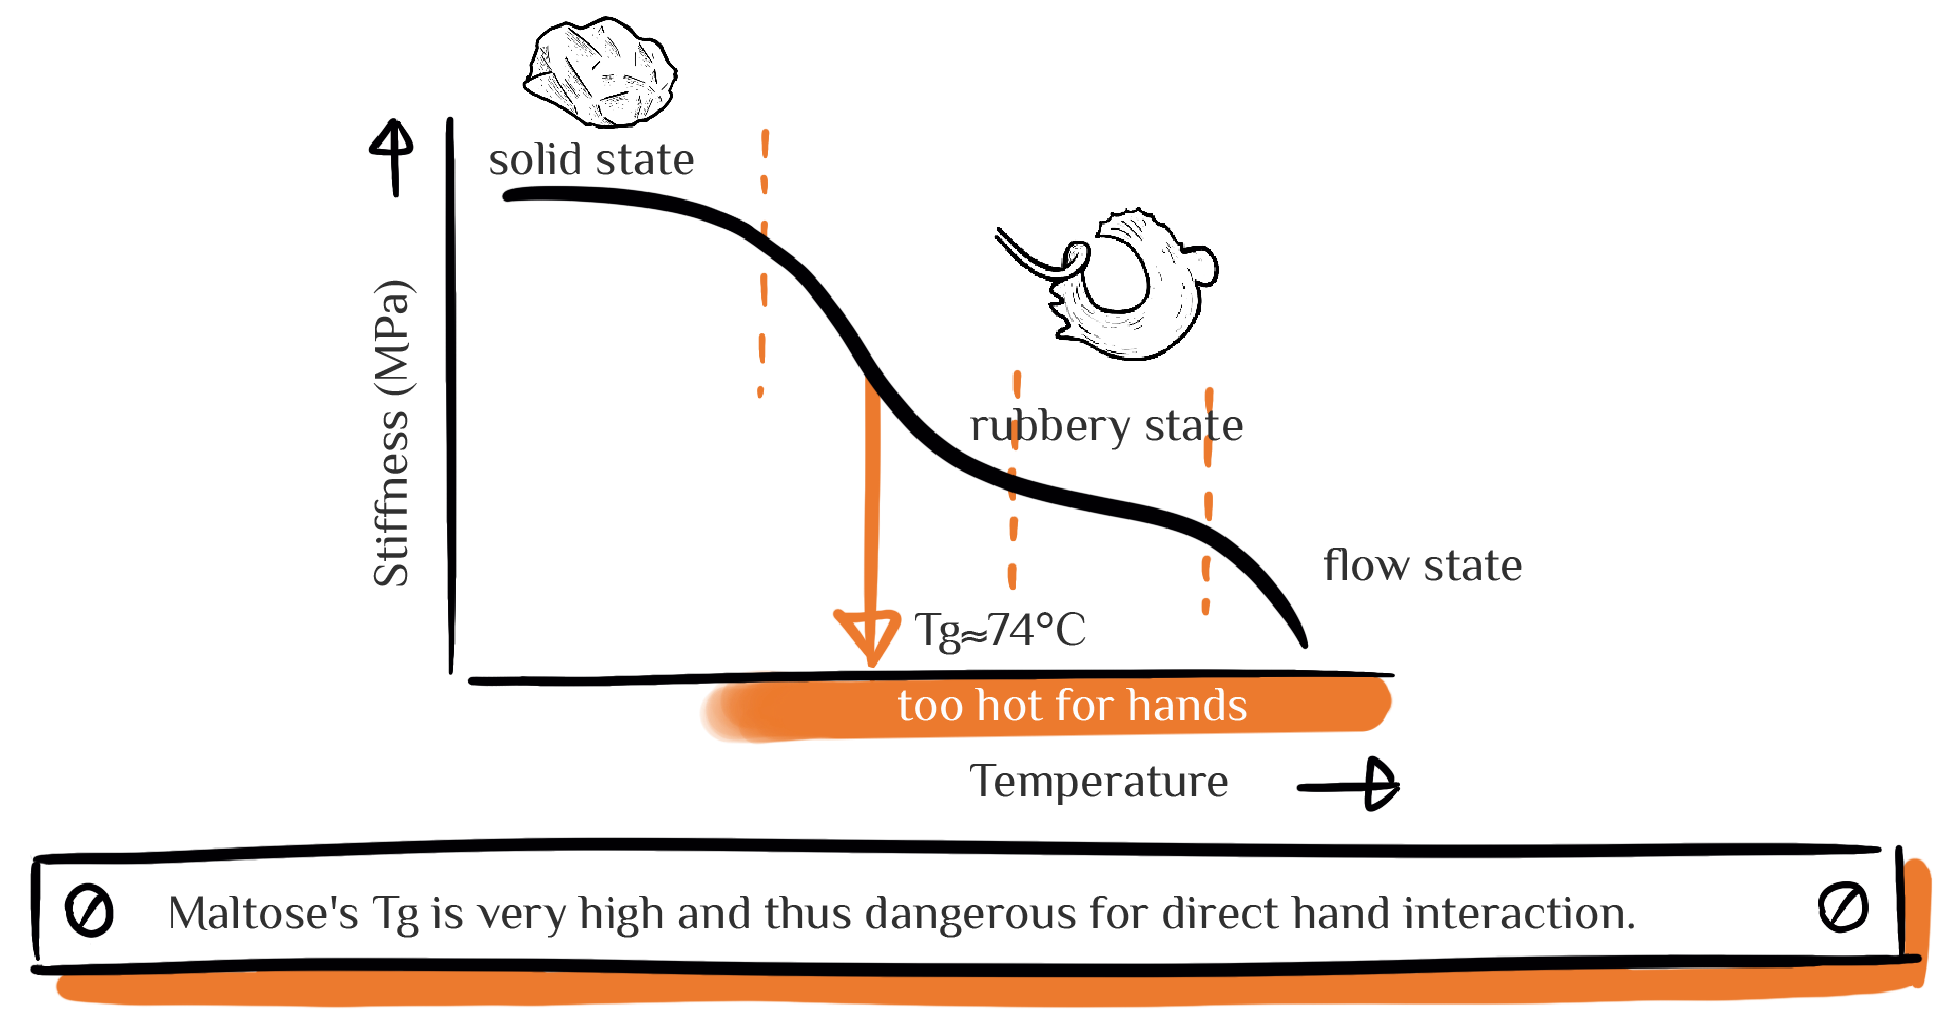 solid state
Stiffness (MPa)
rubbery state
flow state
Tg≈74°C
too hot for hands
Temperature
Maltose's Tg is very high and thus dangerous for direct hand interaction.